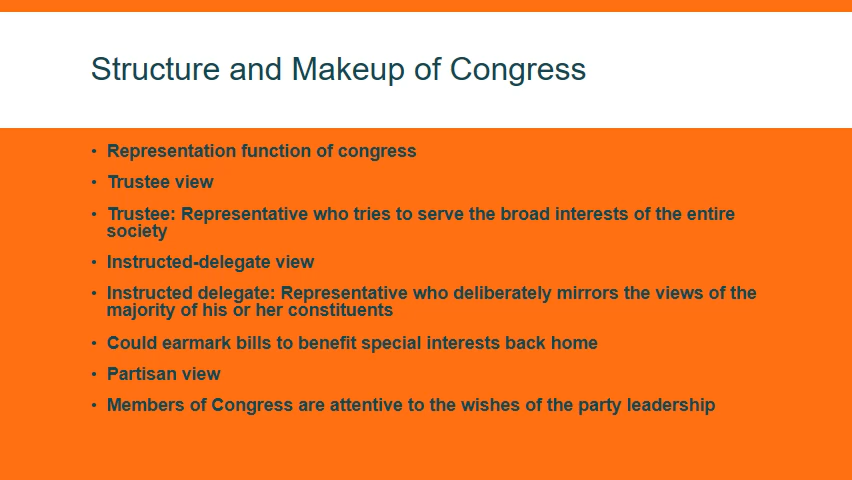 Structure and Makeup of Congress
• Representation function of congress
• Trustee view
• Trustee: Representative who tries to serve the broad interests of the entire
society
• Instructed-delegate view
• Instructed delegate: Representative who deliberately mirrors the views of the
majority of his or her constituents
• Could earmark bills to benefit special interests back home
• Partisan view
• Members of Congress are attentive to the wishes of the party leadership